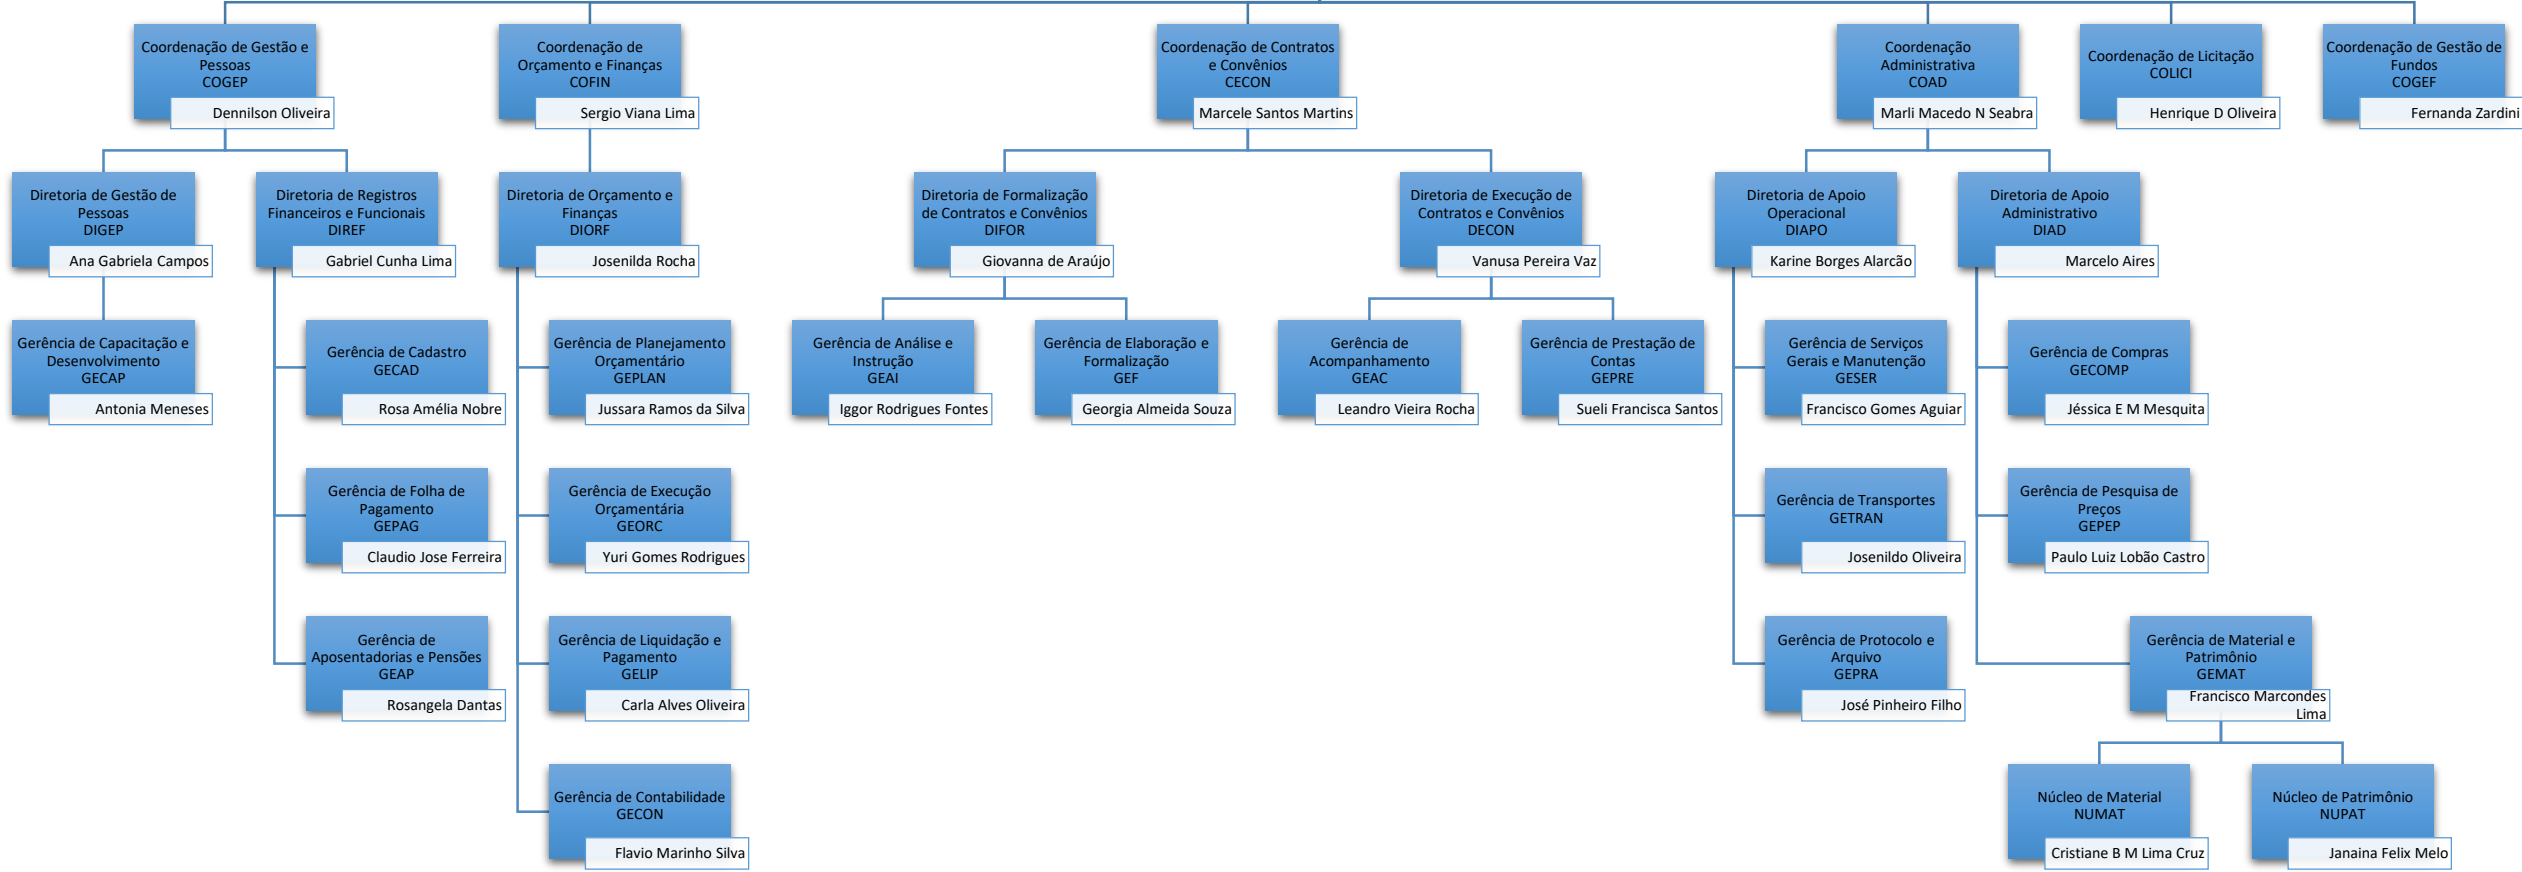 Coordenação de Gestão e
Pessoas
COGEP
Dennilson Oliveira
Coordenação de
Orçamento e Finanças
COFIN
Sergio Viana Lima
Coordenação de Contratos
e Convênios
CECON
Marcele Santos Martins
Coordenação
Administrativa
COAD
Marli Macedo N Seabra
Coordenação de Licitação
COLICI
Henrique D Oliveira
Coordenação de Gestão de
Fundos
COGEF
Fernanda Zardini
Diretoria de Gestão de
Pessoas
DIGEP
Ana Gabriela Campos
Diretoria de Registros
Financeiros e Funcionais
DIREF
Gabriel Cunha Lima
Diretoria de Orçamento e
Finanças
DIORF
Josenilda Rocha
Diretoria de Formalização
de Contratos e Convênios
DIFOR
Giovanna de Araújo
Diretoria de Execução de
Contratos e Convênios
DECON
Vanusa Pereira Vaz
Diretoria de Apoio
Operacional
DIAPO
Karine Borges Alarcão
Diretoria de Apoio
Administrativo
DIAD
Marcelo Aires
Gerência de Capacitação e
Desenvolvimento
GECAP
Antonia Meneses
Gerência de Cadastro
GECAD
Rosa Amélia Nobre
Gerência de Planejamento
Orçamentário
GEPLAN
Jussara Ramos da Silva
Gerência de Análise e
Instrução
GEAI
Iggor Rodrigues Fontes
Gerência de Elaboração e
Formalização
GEF
Georgia Almeida Souza
Gerência de
Acompanhamento
GEAC
Leandro Vieira Rocha
Gerência de Prestação de
Contas
GEPRE
Sueli Francisca Santos
Gerência de Serviços
Gerais e Manutenção
GESER
Francisco Gomes Aguiar
Gerência de Compras
GECOMP
Jéssica E M Mesquita
Gerência de Folha de
Pagamento
GEPAG
Claudio Jose Ferreira
Gerência de Execução
Orçamentária
GEORC
Yuri Gomes Rodrigues
Gerência de Transportes
GETRAN
Josenildo Oliveira
Gerência de Pesquisa de
Preços
GEPEP
Paulo Luiz Lobão Castro
Gerência de
Aposentadorias e Pensões
GEAP
Rosangela Dantas
Gerência de Liquidação e
Pagamento
GELIP
Carla Alves Oliveira
Gerência de Protocolo e
Arquivo
GEPRA
José Pinheiro Filho
Gerência de Material e
Patrimônio
GEMAT
Francisco Marcondes
Lima
Gerência de Contabilidade
GECON
Flavio Marinho Silva
Núcleo de Material
NUMAT
Cristiane B M Lima Cruz
Núcleo de Patrimônio
NUPAT
Janaina Felix Melo